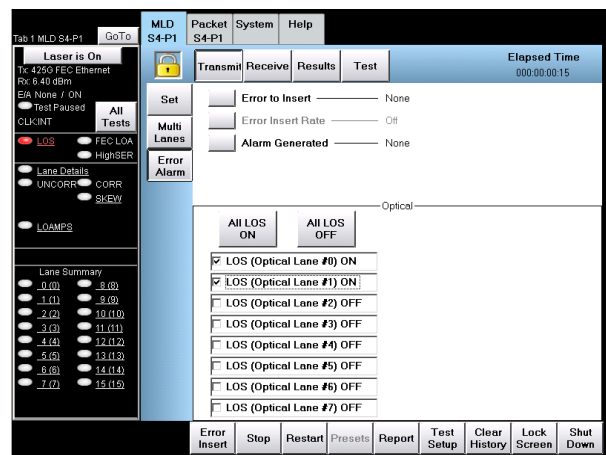 Tab 1 MLD S4-P1 GoTo
MLD S4-P1
Packet S4-P1
System
Help
Laser is On
Tx: 425G FEC Ethernet
Rx: 6.40 dBm
E/A None / ON
Test Paused
CLK:INT
All Tests
LOS FEC LOA
HighSER
Lane Details
UNCORR CORR
SKEW
LOAMPS
Lane Summary
0 (0) 8 (8)
1 (1) 9 (9)
2 (2) 10 (10)
3 (3) 11 (11)
4 (4) 12 (12)
5 (5) 13 (13)
6 (6) 14 (14)
7 (7) 15 (15)
Transmit Receive Results Test
Elapsed Time
000:00:00:15
Set
Multi Lanes
Error Alarm
Error to Insert None
Error Insert Rate Off
Alarm Generated None
Optical
All LOS ON
All LOS OFF
LOS (Optical Lane #0) ON
LOS (Optical Lane #1) ON
LOS (Optical Lane #2) OFF
LOS (Optical Lane #3) OFF
LOS (Optical Lane #4) OFF
LOS (Optical Lane #5) OFF
LOS (Optical Lane #6) OFF
LOS (Optical Lane #7) OFF
Error Insert
Stop
Restart
Presets
Report
Test Setup
Clear History
Lock Screen
Shut Down